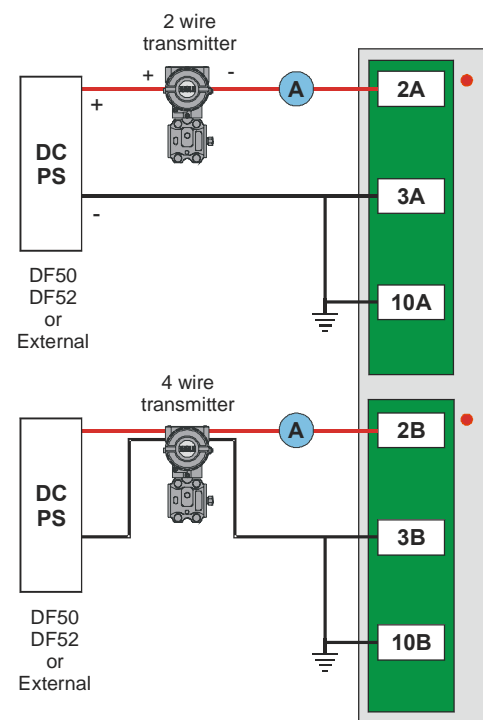 2 wire
transmitter
+ -
A
2A
+
DC
PS
3A
-
DF50
DF52
or
External
10A
4 wire
transmitter
A
2B
DC
PS
3B
DF50
DF52
or
External
10B